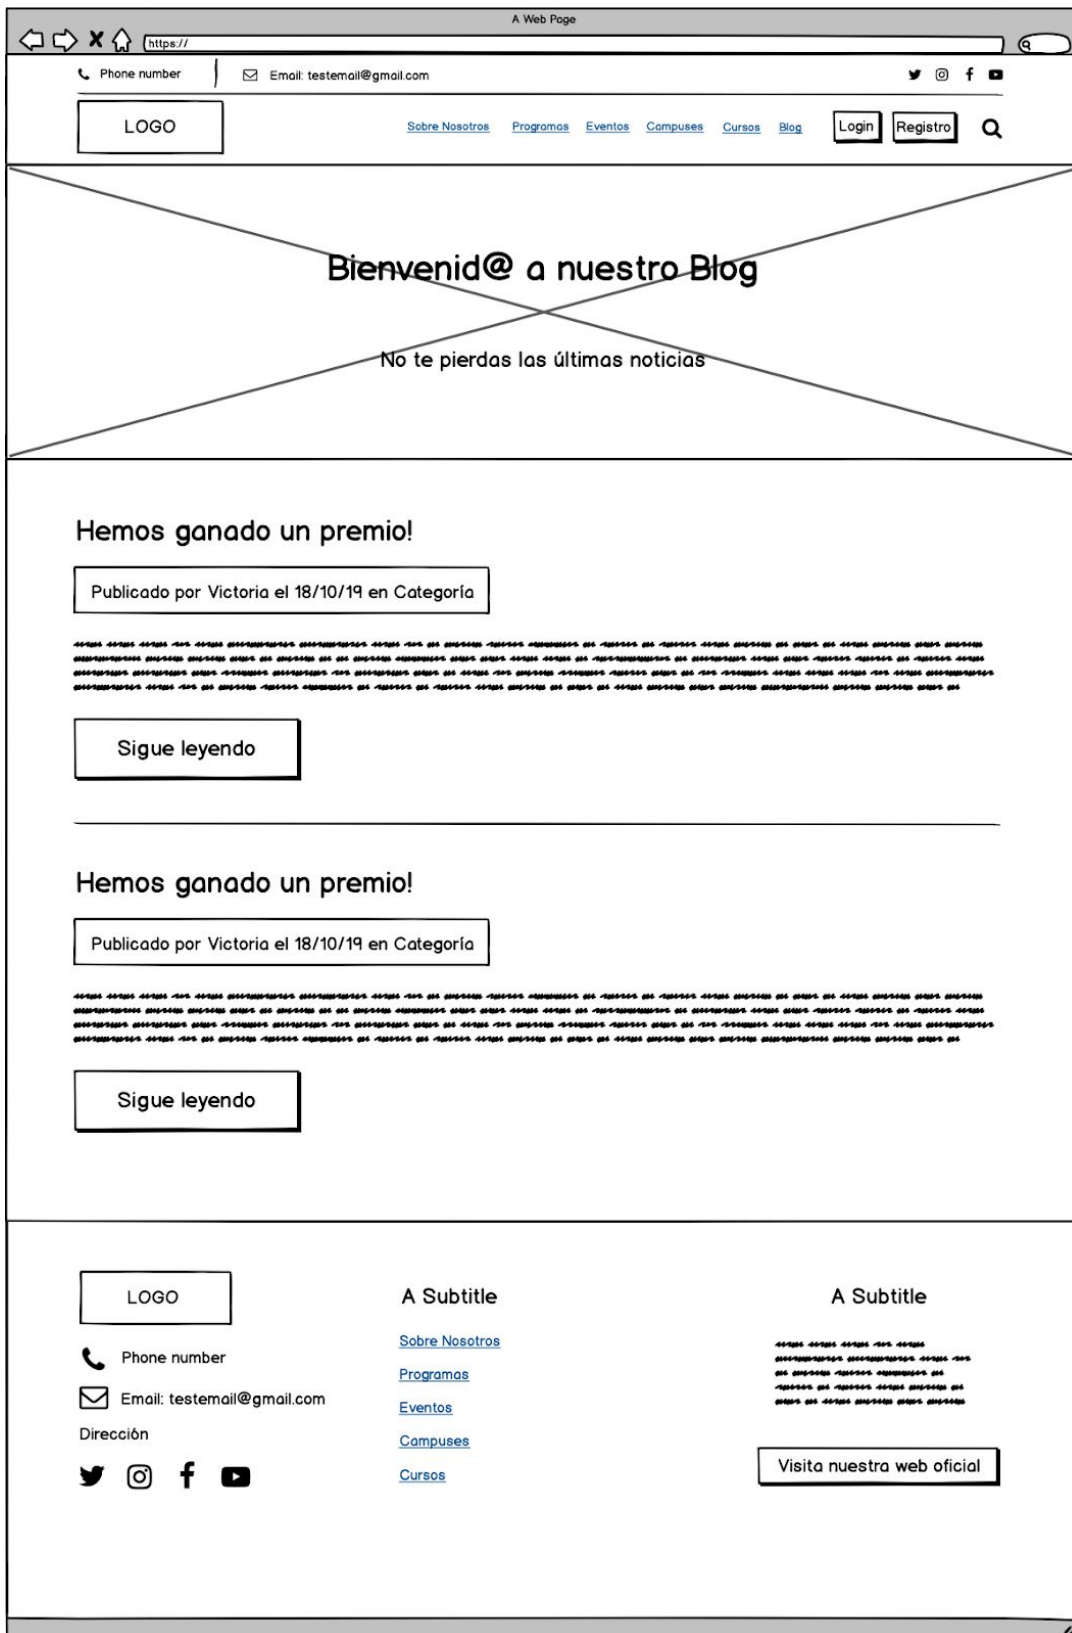 A Web Page
https://
Phone number
Email: testemail@gmail.com
LOGO
Sobre Nosotros
Programas
Eventos
Campuses
Cursos
Blog
Login
Registro
Bienvenid@ a nuestro Blog
No te pierdas las últimas noticias
Hemos ganado un premio!
Publicado por Victoria el 18/10/19 en Categoría
Sigue leyendo
Hemos ganado un premio!
Publicado por Victoria el 18/10/19 en Categoría
Sigue leyendo
LOGO
Phone number
Email: testemail@gmail.com
Dirección
A Subtitle
Sobre Nosotros
Programas
Eventos
Campuses
Cursos
A Subtitle
Visita nuestra web oficial